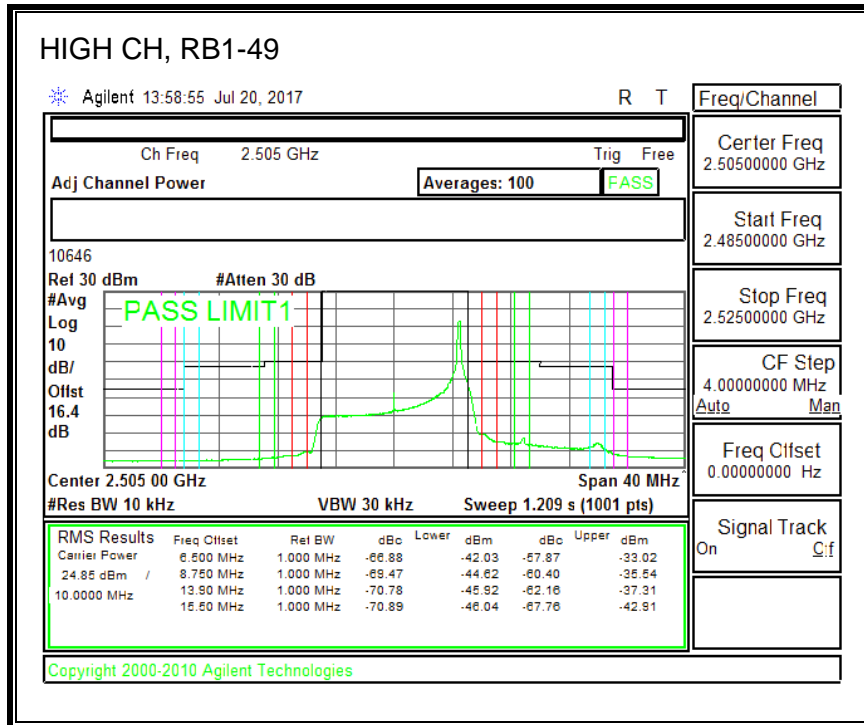 HIGH CH, RB1-49
Agilent 13:58:55 Jul 20, 2017 R T
Freq/Channel
Ch Freq 2.505 GHz Trig Free
Adj Channel Power Averages: 100 PASS
10646
Ref 30 dBm #Atten 30 dB
#Avg
Log
10
dB/
Offst
16.4
dB
PASS LIMIT1
Center 2.505 00 GHz Span 40 MHz
#Res BW 10 kHz VBW 30 kHz Sweep 1.209 s (1001 pts)
RMS Results Freq Offset Ref BW dBc Lower dBm dBc Upper dBm
Carrier Power 6.500 MHz 1.000 MHz -66.88 -42.03 -57.87 -33.02
24.85 dBm / 8.750 MHz 1.000 MHz -69.47 -44.62 -60.40 -35.54
10.0000 MHz 13.90 MHz 1.000 MHz -70.78 -45.92 -62.16 -37.31
15.50 MHz 1.000 MHz -70.89 -46.04 -67.76 -42.91
Copyright 2000-2010 Agilent Technologies
Center Freq
2.50500000 GHz
Start Freq
2.48500000 GHz
Stop Freq
2.52500000 GHz
CF Step
4.00000000 MHz
Auto Man
Freq Offset
0.00000000 Hz
Signal Track
On Off